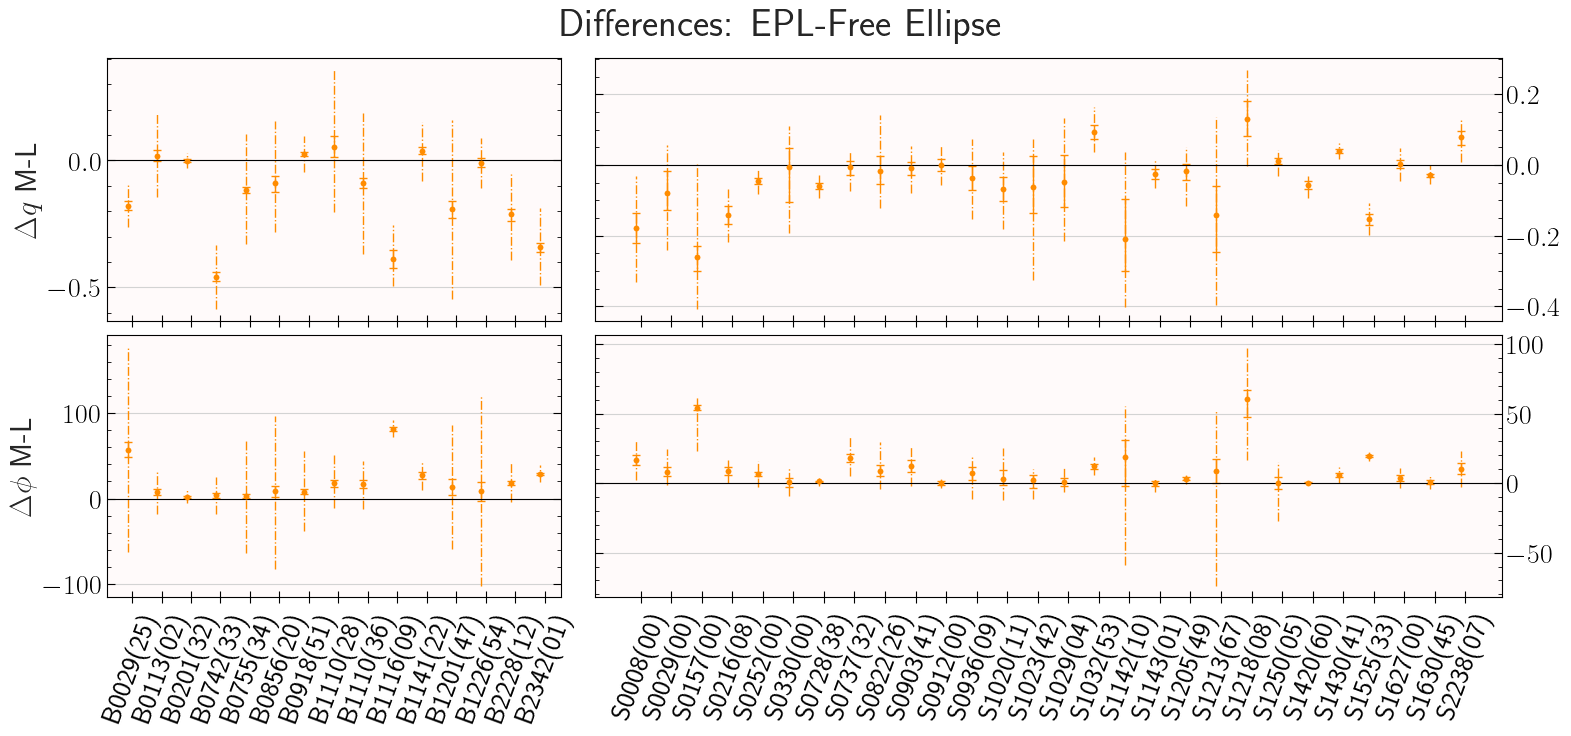 Differences: EPL-Free Ellipse
Δq M-L
0.0
−0.5
0.2
0.0
−0.2
−0.4
Δϕ M-L
100
0
−100
100
50
0
−50
B0029(25)
B0113(02)
B0201(32)
B0742(33)
B0755(34)
B0856(20)
B0918(51)
B1110(28)
B1110(36)
B1116(09)
B1141(22)
B1201(47)
B1226(54)
B2228(12)
B2342(01)
S0008(00)
S0029(00)
S0157(00)
S0216(08)
S0252(00)
S0330(00)
S0728(38)
S0737(32)
S0822(26)
S0903(41)
S0912(00)
S0936(09)
S1020(11)
S1023(42)
S1029(04)
S1032(53)
S1142(10)
S1143(01)
S1205(49)
S1213(67)
S1218(08)
S1250(05)
S1420(60)
S1430(41)
S1525(33)
S1627(00)
S1630(45)
S2238(07)